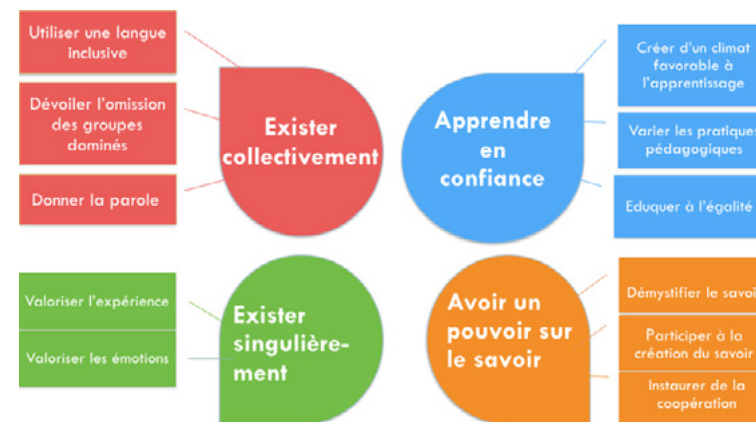 Utiliser une langue
inclusive
Dévoiler l'omission
des groupes
dominés
Donner la parole
Exister
collectivement
Apprendre
en
confiance
Créer d'un climat
favorable à
l'apprentissage
Varier les pratiques
pédagogiques
Eduquer à l'égalité
Valoriser l'expérience
Valoriser les émotions
Exister
singulière-
ment
Avoir un
pouvoir sur
le savoir
Démystifier le savoir
Participer à la
création du savoir
Instaurer de la
coopération